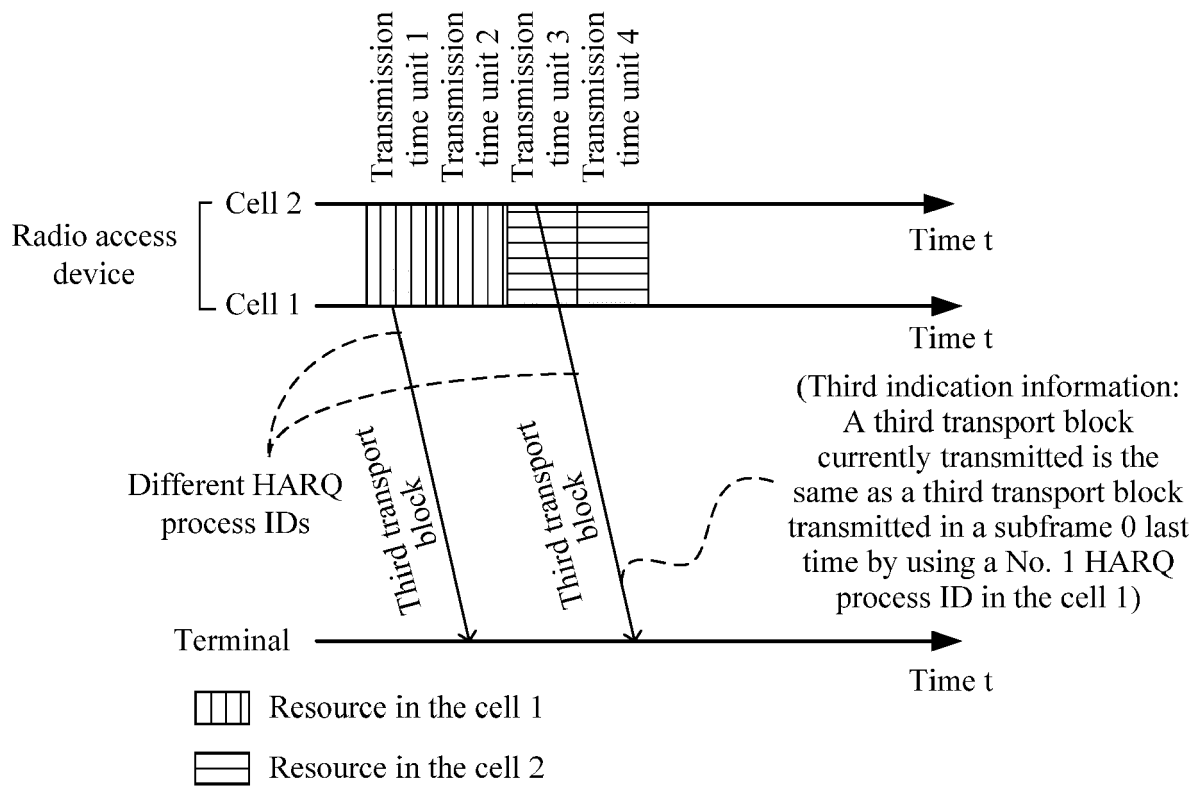 Transmission
time unit 1
Transmission
time unit 2
Transmission
time unit 3
Transmission
time unit 4
Radio access
device
Cell 2
Time t
Cell 1
Time t
Different HARQ
process IDs
Third transport
block
Third transport
block
(Third indication information:
A third transport block
currently transmitted is the
same as a third transport block
transmitted in a subframe 0 last
time by using a No. 1 HARQ
process ID in the cell 1)
Terminal
Time t
Resource in the cell 1
Resource in the cell 2